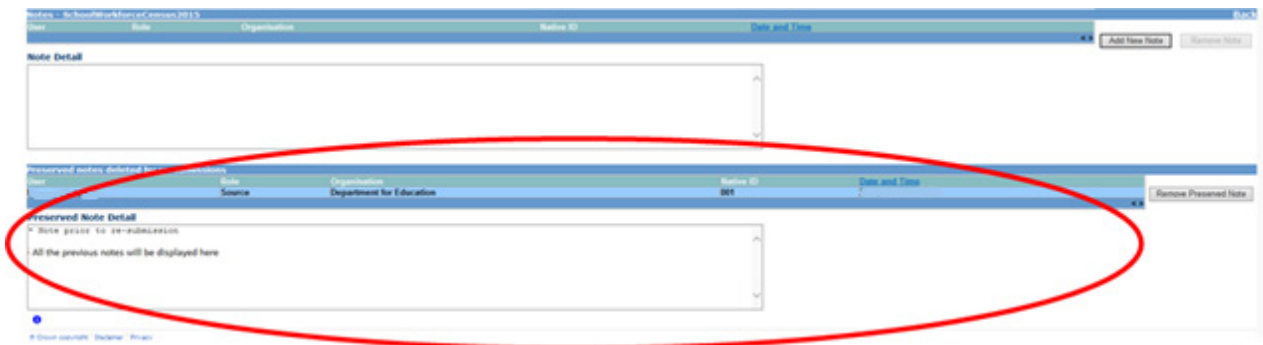 Notes - SchoolWorkforceCensus2015 Back
User Role Organisation Native ID Date and Time
Add New Note Remove Note
Note Detail
Preserved notes deleted by
User Role Organisation Native ID Date and Time
Source Department for Education 001
Remove Preserved Note
Preserved Note Detail
* Note prior to re-submission
- All the previous notes will be displayed here
© Crown copyright Disclaimer Privacy